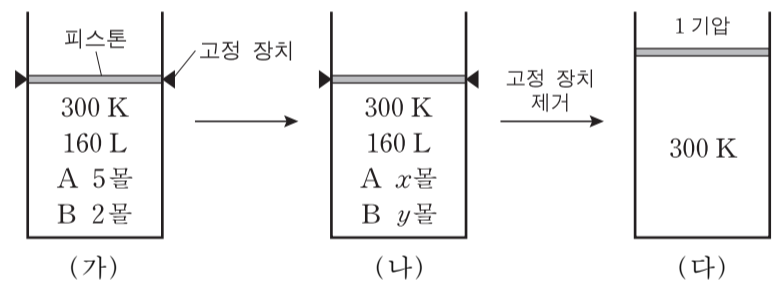 피스톤
고정 장치
300 K
160 L
A 5몰
B 2몰
(가)
300 K
160 L
A x몰
B y몰
(나)
고정 장치
제거
1 기압
300 K
(다)